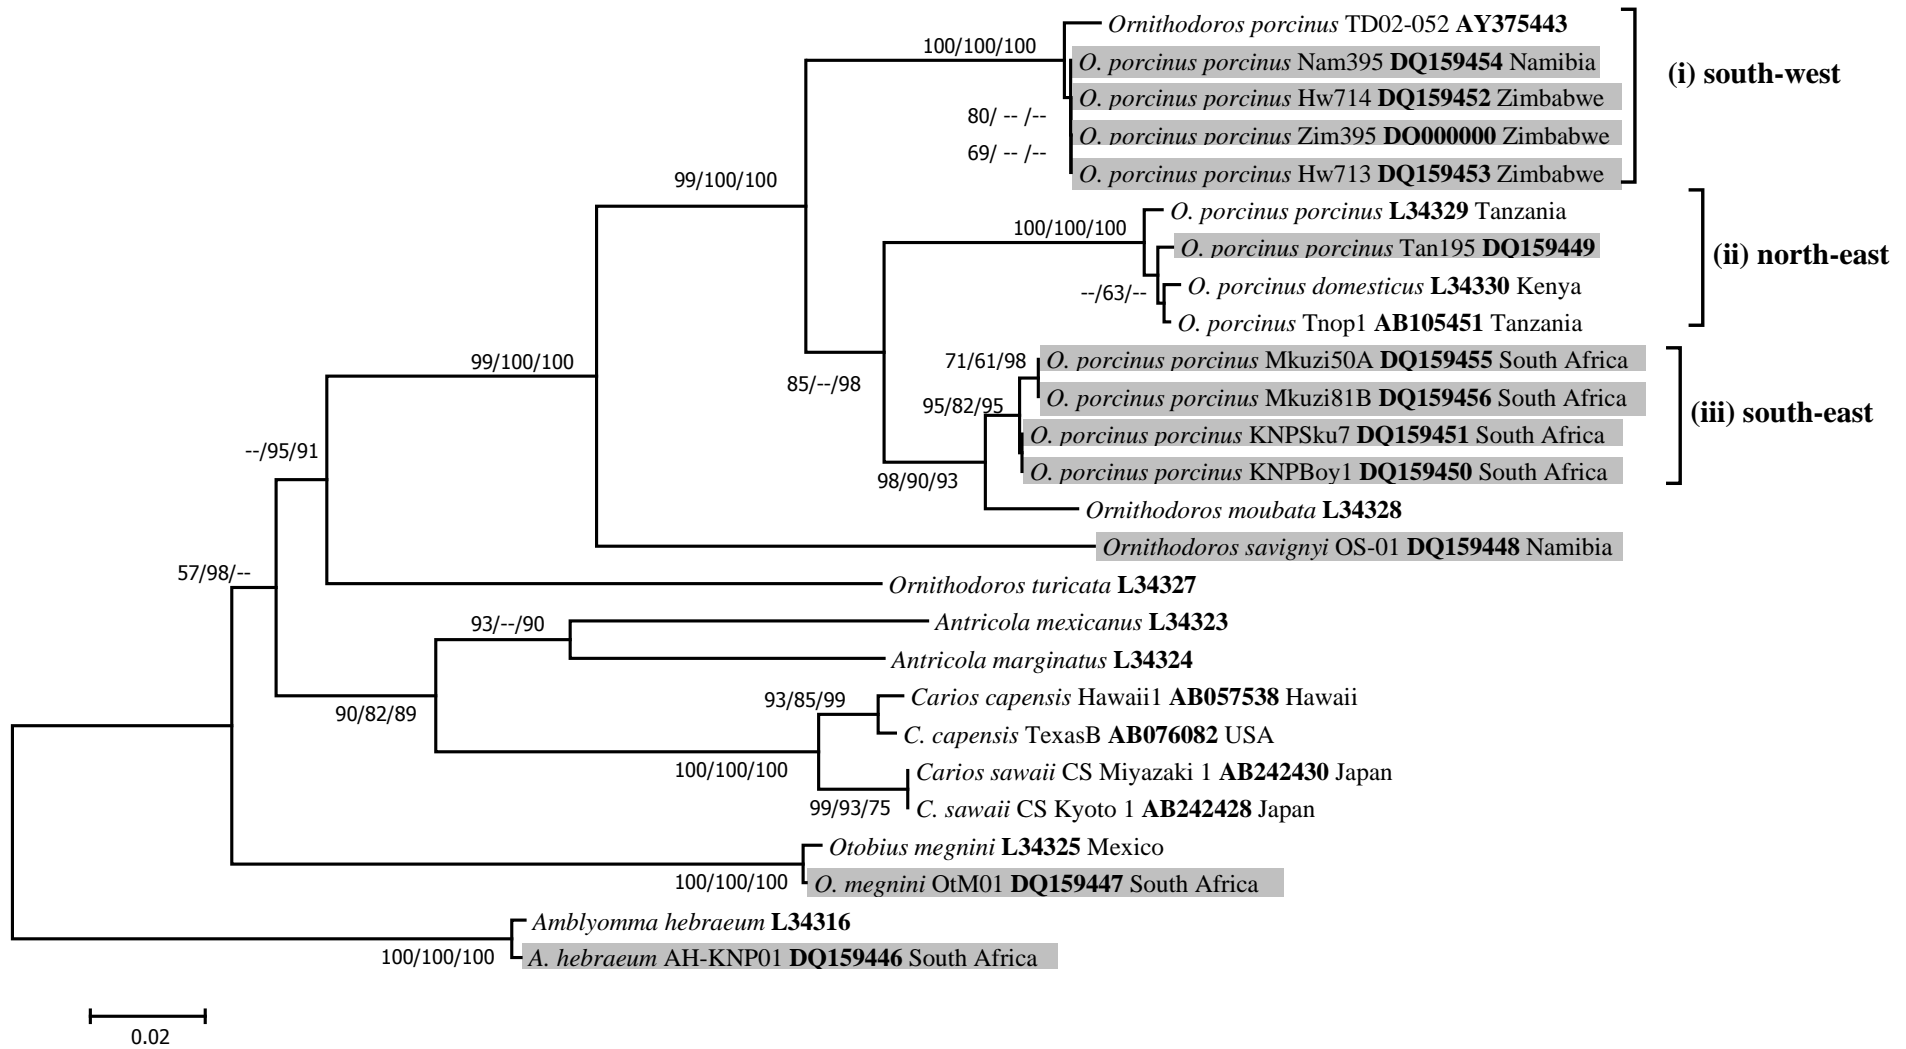 Ornithodoros porcinus TD02-052 AY375443
100/100/100
O. porcinus porcinus Nam395 DQ159454 Namibia
(i) south-west
O. porcinus porcinus Hw714 DQ159452 Zimbabwe
80/ -- /--
O. porcinus porcinus Zim395 DQ000000 Zimbabwe
69/ -- /--
O. porcinus porcinus Hw713 DQ159453 Zimbabwe
99/100/100
O. porcinus porcinus L34329 Tanzania
100/100/100
O. porcinus porcinus Tan195 DQ159449
(ii) north-east
O. porcinus domesticus L34330 Kenya
--/63/--
O. porcinus Tnop1 AB105451 Tanzania
99/100/100
71/61/98
O. porcinus porcinus Mkuzi50A DQ159455 South Africa
85/--/98
O. porcinus porcinus Mkuzi81B DQ159456 South Africa
95/82/95
(iii) south-east
O. porcinus porcinus KNPSku7 DQ159451 South Africa
--/95/91
O. porcinus porcinus KNPBoy1 DQ159450 South Africa
98/90/93
Ornithodoros moubata L34328
Ornithodoros savignyi OS-01 DQ159448 Namibia
57/98/--
Ornithodoros turicata L34327
93/--/90
Antricola mexicanus L34323
Antricola marginatus L34324
93/85/99
Carios capensis Hawaii1 AB057538 Hawaii
90/82/89
C. capensis TexasB AB076082 USA
100/100/100
Carios sawaii CS Miyazaki 1 AB242430 Japan
99/93/75
C. sawaii CS Kyoto 1 AB242428 Japan
Otobius megnini L34325 Mexico
100/100/100
O. megnini OtM01 DQ159447 South Africa
Amblyomma hebraeum L34316
100/100/100
A. hebraeum AH-KNP01 DQ159446 South Africa
0.02